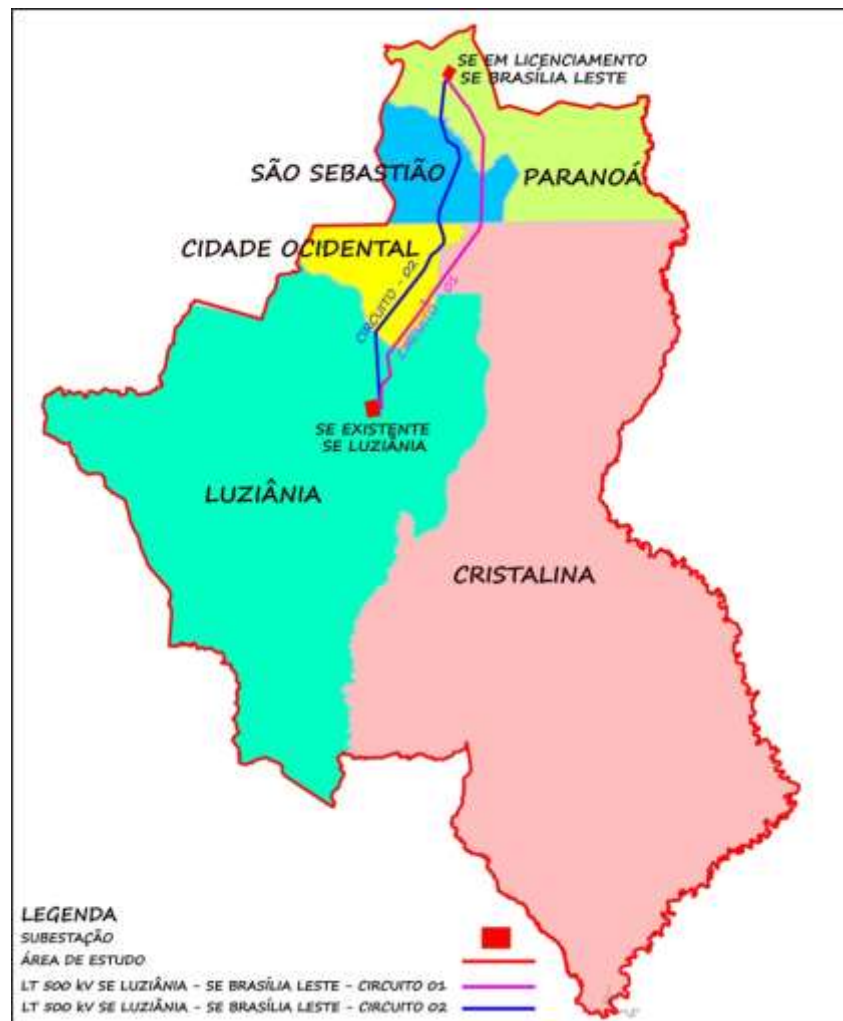 SE EM LICENCIAMENTO
SE BRASÍLIA LESTE
SÃO SEBASTIÃO
PARANOÁ
CIDADE OCIDENTAL
CIRCUITO - 02
CIRCUITO - 01
SE EXISTENTE
SE LUZIÂNIA
LUZIÂNIA
CRISTALINA
LEGENDA
SUBESTAÇÃO
ÁREA DE ESTUDO
LT 500 kV SE LUZIÂNIA - SE BRASÍLIA LESTE - CIRCUITO 01
LT 500 kV SE LUZIÂNIA - SE BRASÍLIA LESTE - CIRCUITO 02